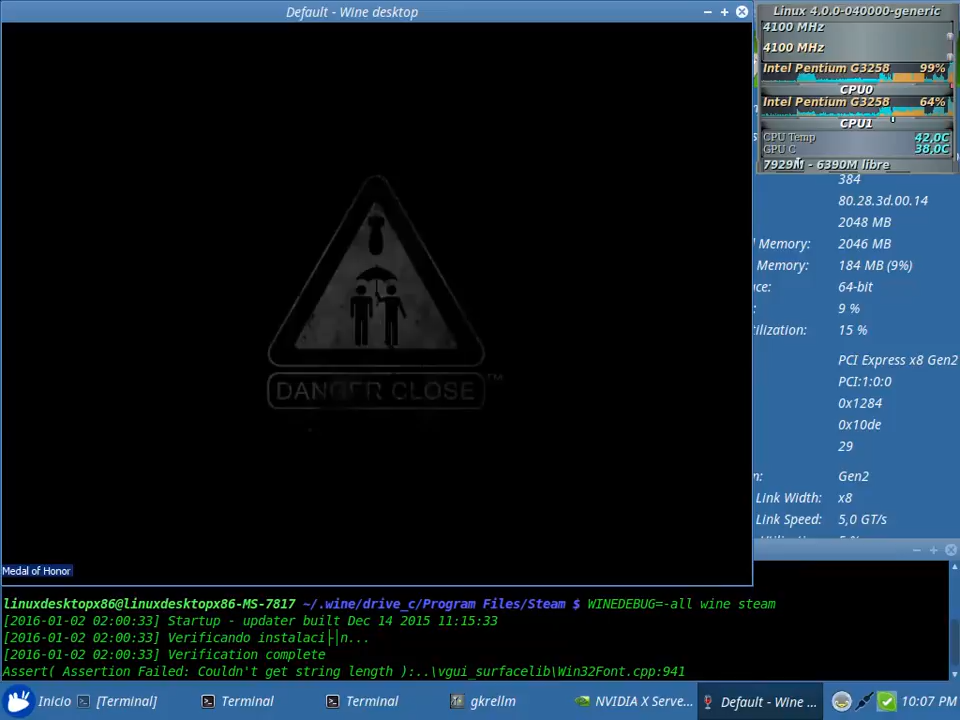 Default - Wine desktop
Linux 4.0.0-040000-generic
4100 MHz
4100 MHz
Intel Pentium G3258 99%
CPU0
Intel Pentium G3258 64%
CPU1
CPU Temp 42.0C
GPU C 38.0C
7929M - 6390M libre
384
80.28.3d.00.14
2048 MB
Memory: 2046 MB
Memory: 184 MB (9%)
ce: 64-bit
: 9 %
ilization: 15 %
PCI Express x8 Gen2
PCI:1:0:0
0x1284
0x10de
29
n: Gen2
Link Width: x8
Link Speed: 5,0 GT/s
DANGER CLOSE™
Medal of Honor
linuxdesktopx86@linuxdesktopx86-MS-7817 ~/.wine/drive_c/Program Files/Steam $ WINEDEBUG=-all wine steam
[2016-01-02 02:00:33] Startup - updater built Dec 14 2015 11:15:33
[2016-01-02 02:00:33] Verificando instalaci├│n...
[2016-01-02 02:00:33] Verification complete
Assert( Assertion Failed: Couldn't get string length ):..\vgui_surfacelib\Win32Font.cpp:941
Inicio
[Terminal]
Terminal
Terminal
gkrellm
NVIDIA X Serve...
Default - Wine ...
10:07 PM